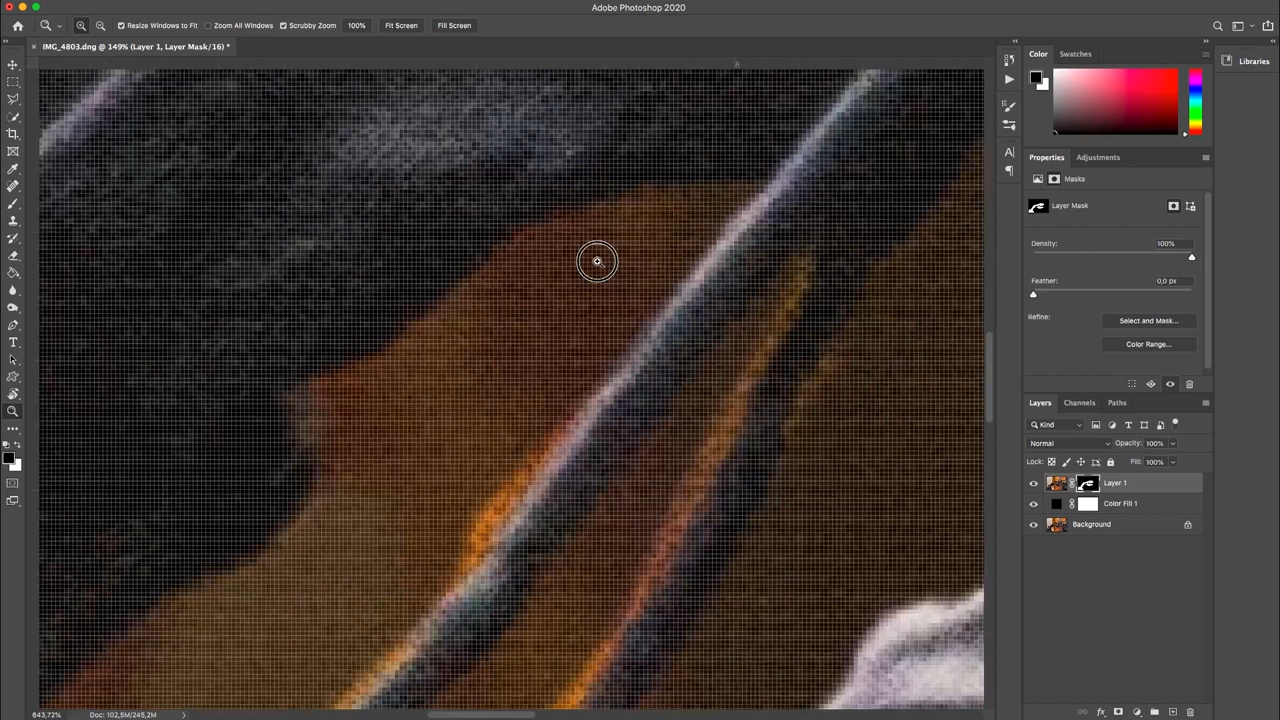 Adobe Photoshop 2020
Resize Windows to Fit Zoom All Windows Scrubby Zoom 100% Fit Screen Fill Screen
IMG_4803.dng @ 149% (Layer 1, Layer Mask/16) *
Color Swatches
Libraries
Properties Adjustments
Masks
Layer Mask
Density: 100%
Feather: 0,0 px
Refine: Select and Mask...
Color Range...
Layers Channels Paths
Kind
Normal Opacity: 100%
Lock: Fill: 100%
Layer 1
Color Fill 1
Background
643,72% Doc: 102,5M/245,2M